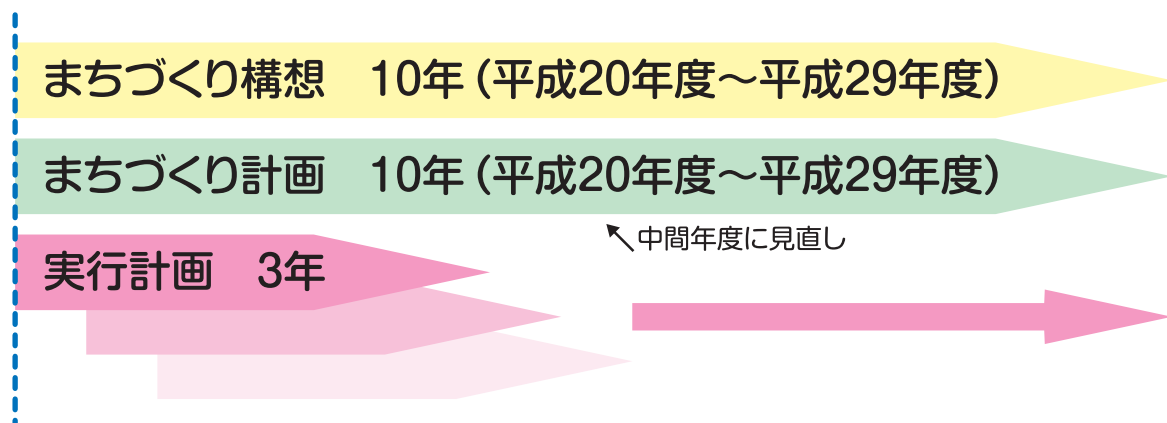 まちづくり構想　10年（平成20年度～平成29年度）
まちづくり計画　10年（平成20年度～平成29年度）
中間年度に見直し
実行計画　3年